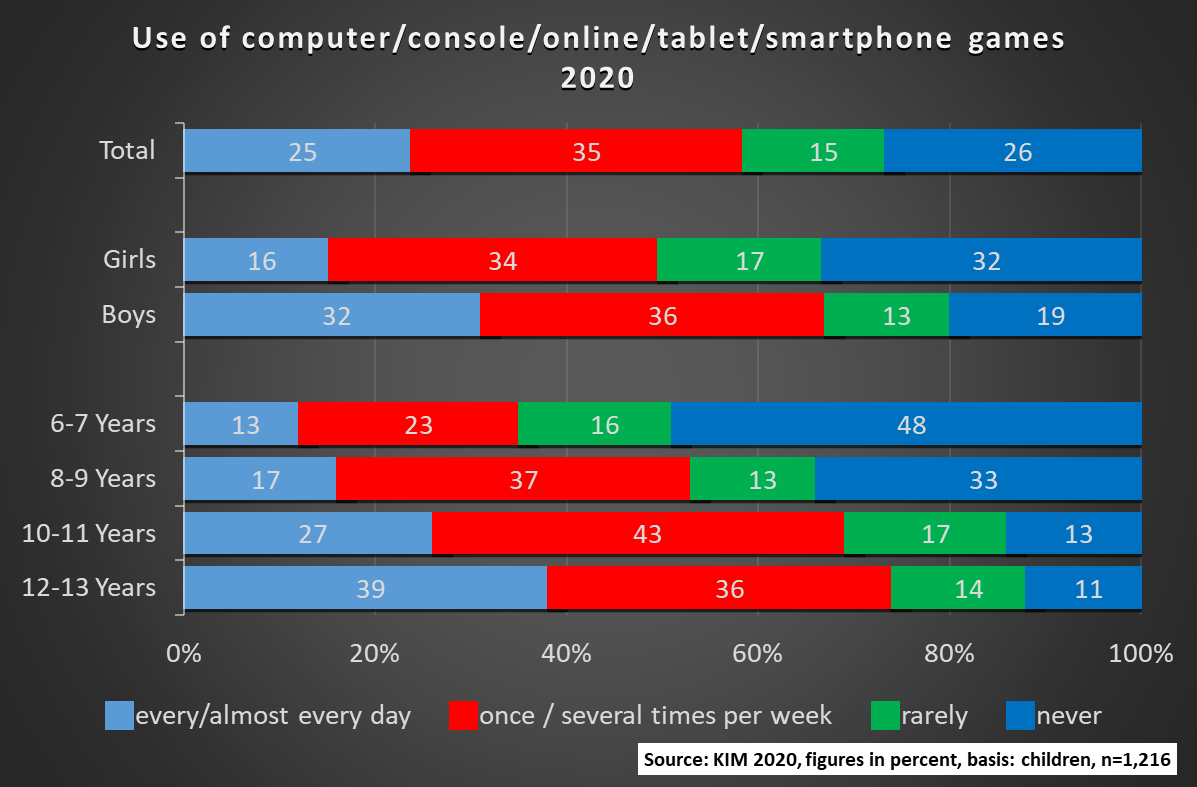 Use of computer/console/online/tablet/smartphone games
2020
Total 25 35 15 26
Girls 16 34 17 32
Boys 32 36 13 19
6-7 Years 13 23 16 48
8-9 Years 17 37 13 33
10-11 Years 27 43 17 13
12-13 Years 39 36 14 11
0% 20% 40% 60% 80% 100%
every/almost every day once / several times per week rarely never
Source: KIM 2020, figures in percent, basis: children, n=1,216